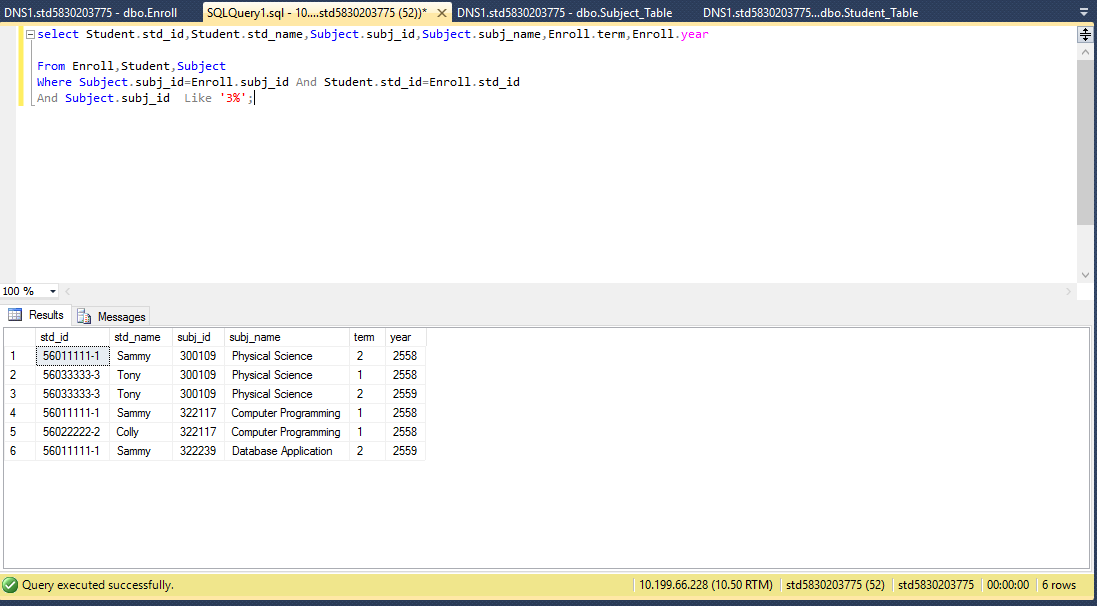 DNS1.std5830203775 - dbo.Enroll SQLQuery1.sql - 10....std5830203775 (52))* DNS1.std5830203775 - dbo.Subject_Table DNS1.std5830203775...dbo.Student_Table
select Student.std_id,Student.std_name,Subject.subj_id,Subject.subj_name,Enroll.term,Enroll.year
From Enroll,Student,Subject
Where Subject.subj_id=Enroll.subj_id And Student.std_id=Enroll.std_id
And Subject.subj_id  Like '3%';
100 %
Results Messages
std_id std_name subj_id subj_name term year
1 56011111-1 Sammy 300109 Physical Science 2 2558
2 56033333-3 Tony 300109 Physical Science 1 2558
3 56033333-3 Tony 300109 Physical Science 2 2559
4 56011111-1 Sammy 322117 Computer Programming 1 2558
5 56022222-2 Colly 322117 Computer Programming 1 2558
6 56011111-1 Sammy 322239 Database Application 2 2559
Query executed successfully. 10.199.66.228 (10.50 RTM) std5830203775 (52) std5830203775 00:00:00 6 rows